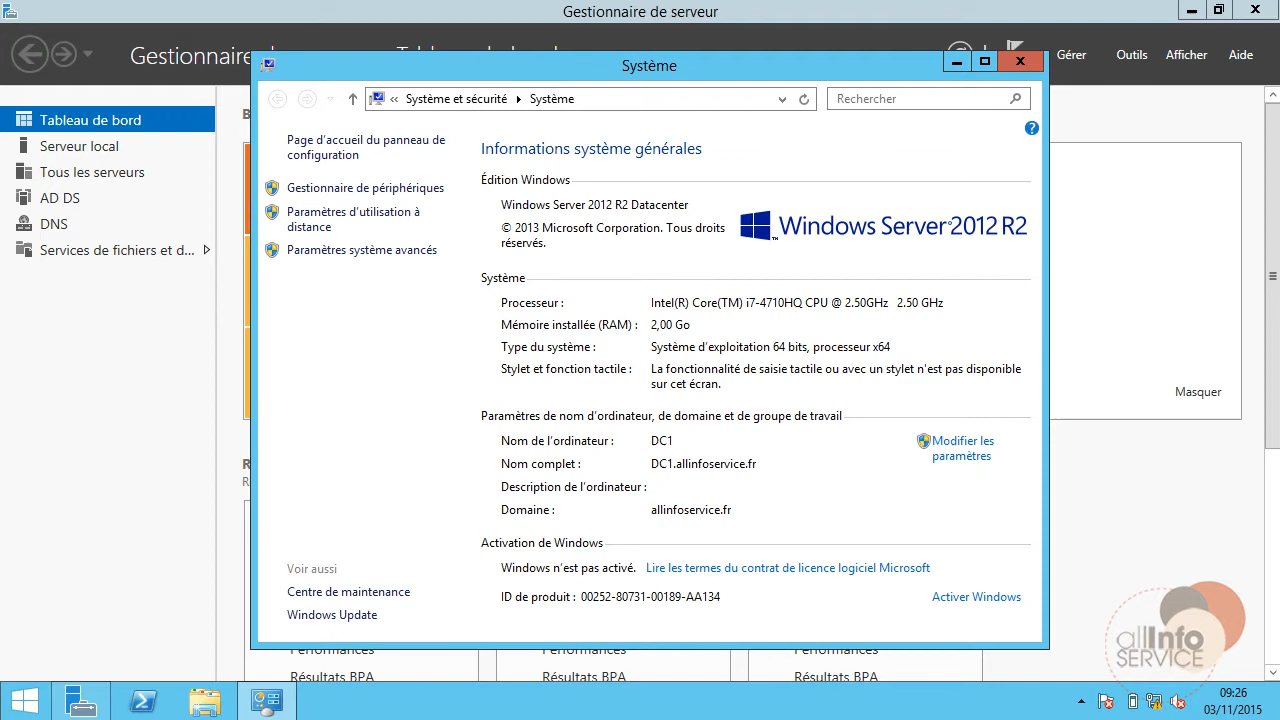 Gestionnaire de serveur
Gestionnaire
Gérer
Outils
Afficher
Aide
Système
Système et sécurité
Système
Rechercher
Tableau de bord
Serveur local
Tous les serveurs
AD DS
DNS
Services de fichiers et d...
Page d'accueil du panneau de
configuration
Gestionnaire de périphériques
Paramètres d'utilisation à
distance
Paramètres système avancés
Informations système générales
Édition Windows
Windows Server 2012 R2 Datacenter
© 2013 Microsoft Corporation. Tous droits
réservés.
Windows Server 2012 R2
Système
Processeur : Intel(R) Core(TM) i7-4710HQ CPU @ 2.50GHz 2.50 GHz
Mémoire installée (RAM) : 2,00 Go
Type du système : Système d'exploitation 64 bits, processeur x64
Stylet et fonction tactile : La fonctionnalité de saisie tactile ou avec un stylet n'est pas disponible
sur cet écran.
Masquer
Paramètres de nom d'ordinateur, de domaine et de groupe de travail
Nom de l'ordinateur : DC1
Modifier les
paramètres
Nom complet : DC1.allinfoservice.fr
Description de l'ordinateur :
Domaine : allinfoservice.fr
Activation de Windows
Windows n'est pas activé. Lire les termes du contrat de licence logiciel Microsoft
ID de produit : 00252-80731-00189-AA134
Activer Windows
Voir aussi
Centre de maintenance
Windows Update
Performances
Performances
Performances
Résultats BPA
Résultats BPA
Résultats BPA
allInfo
SERVICE
09:26
03/11/2015